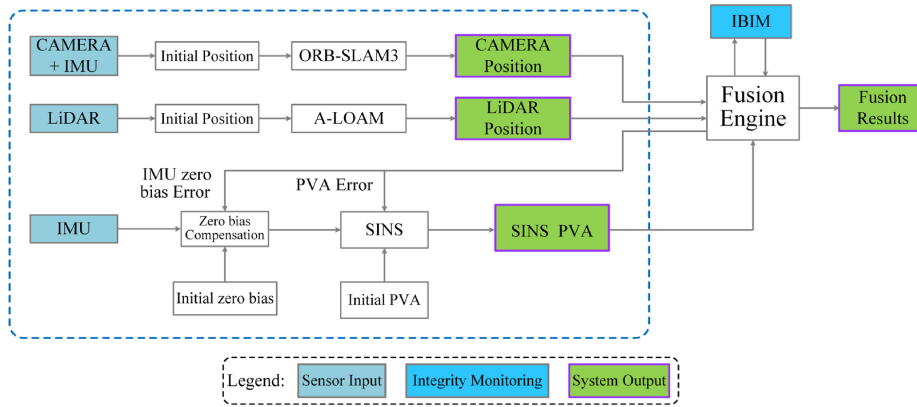 CAMERA
+ IMU
Initial Position
ORB-SLAM3
CAMERA
Position
IBIM
LiDAR
Initial Position
A-LOAM
LiDAR
Position
Fusion
Engine
Fusion
Results
IMU zero
bias Error
PVA Error
IMU
Zero bias
Compensation
SINS
SINS PVA
Initial zero bias
Initial PVA
Legend:
Sensor Input
Integrity Monitoring
System Output